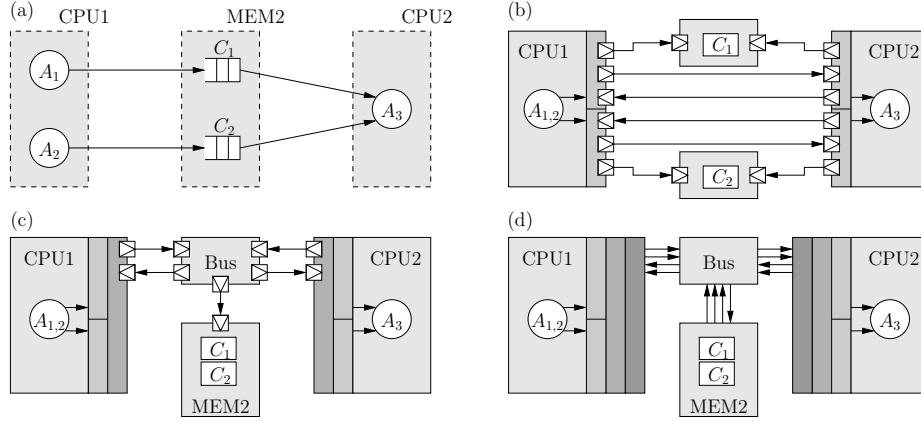 (a)
CPU1
MEM2
CPU2
A1
C1
A2
C2
A3
(b)
CPU1
C1
CPU2
A1,2
A3
C2
(c)
CPU1
Bus
CPU2
A1,2
C1
C2
A3
MEM2
(d)
CPU1
Bus
CPU2
A1,2
C1
C2
A3
MEM2